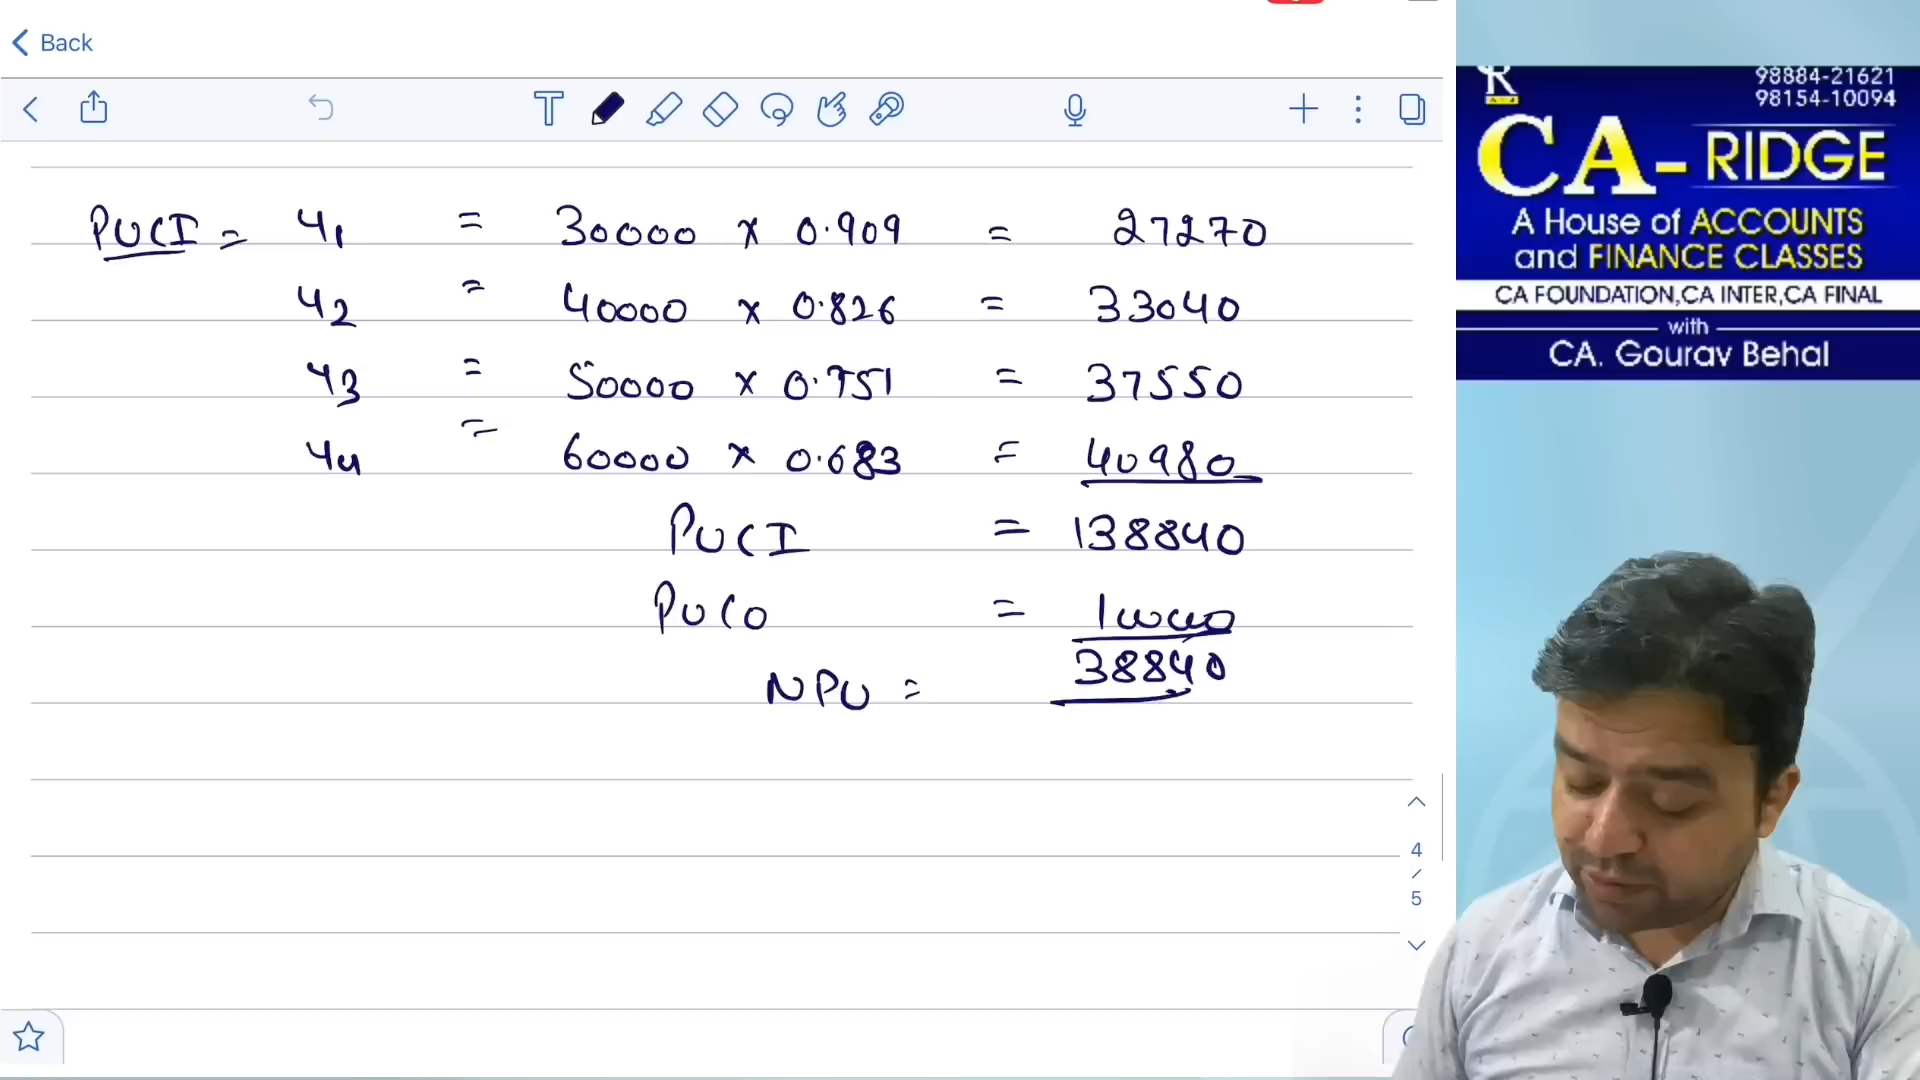 Back
PVCI = Y1 = 30000 x 0.909 = 27270
Y2 = 40000 x 0.826 = 33040
Y3 = 50000 x 0.751 = 37550
Y4 = 60000 x 0.683 = 40980
PVCI = 138840
PVCO = 100000
NPV = 38840
4
/
5
98884-21621
98154-10094
CA-RIDGE
A House of ACCOUNTS
and FINANCE CLASSES
CA FOUNDATION,CA INTER,CA FINAL
with
CA. Gourav Behal